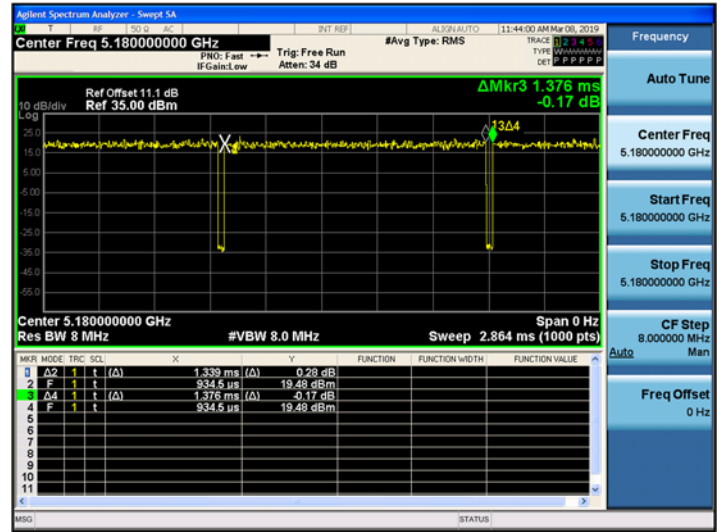 Agilent Spectrum Analyzer - Swept SA
T RF 50 Ω AC INT REF ALIGNAUTO 11:44:00 AM Mar 08, 2019
Center Freq 5.180000000 GHz
PNO: Fast
IFGain:Low
Trig: Free Run
Atten: 34 dB
#Avg Type: RMS
TRACE 1 2 3 4 5 6
TYPE
DET P P P P P P
10 dB/div
Log
Ref Offset 11.1 dB
Ref 35.00 dBm
ΔMkr3 1.376 ms
-0.17 dB
25.0
15.0
5.00
-5.00
-15.0
-25.0
-35.0
-45.0
-55.0
X
13Δ4
Center 5.180000000 GHz Span 0 Hz
Res BW 8 MHz #VBW 8.0 MHz Sweep 2.864 ms (1000 pts)
MKR MODE TRC SCL X Y FUNCTION FUNCTION WIDTH FUNCTION VALUE
1 Δ2 1 t (Δ) 1.339 ms (Δ) 0.28 dB
2 F 1 t 934.5 µs 19.48 dBm
3 Δ4 1 t (Δ) 1.376 ms (Δ) -0.17 dB
4 F 1 t 934.5 µs 19.48 dBm
5
6
7
8
9
10
11
MSG STATUS
Frequency
Auto Tune
Center Freq
5.180000000 GHz
Start Freq
5.180000000 GHz
Stop Freq
5.180000000 GHz
CF Step
8.000000 MHz
Auto Man
Freq Offset
0 Hz